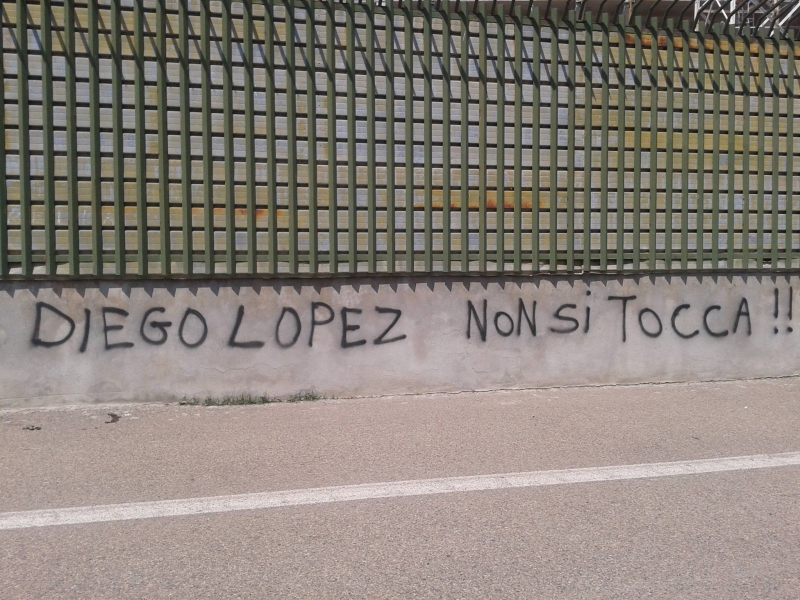 DIEGO LOPEZ NON Si TOCCA !!